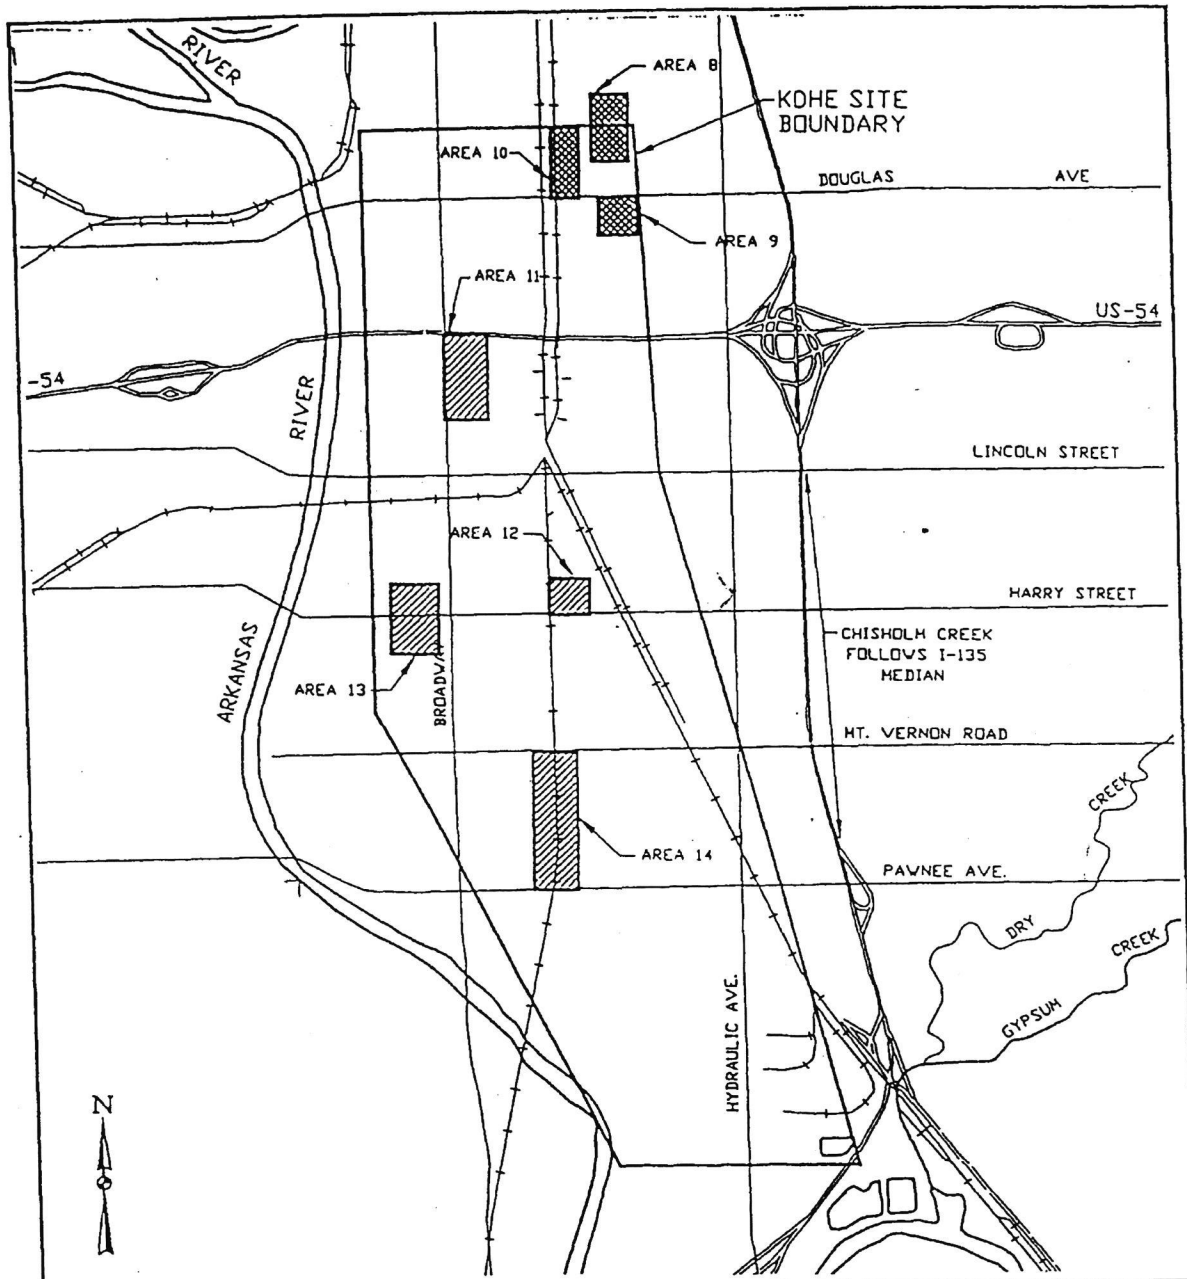 RIVER
AREA 8
KOHE SITE
BOUNDARY
AREA 10
DOUGLAS AVE
AREA 9
AREA 11
US-54
-54
RIVER
LINCOLN STREET
AREA 12
HARRY STREET
CHISHOLM CREEK
FOLLOWS I-135
MEDIAN
ARKANSAS
AREA 13
BROADWAY
MT. VERNON ROAD
CREEK
AREA 14
PAWNEE AVE.
DRY
CREEK
GYPSUM
HYDRAULIC AVE.
N